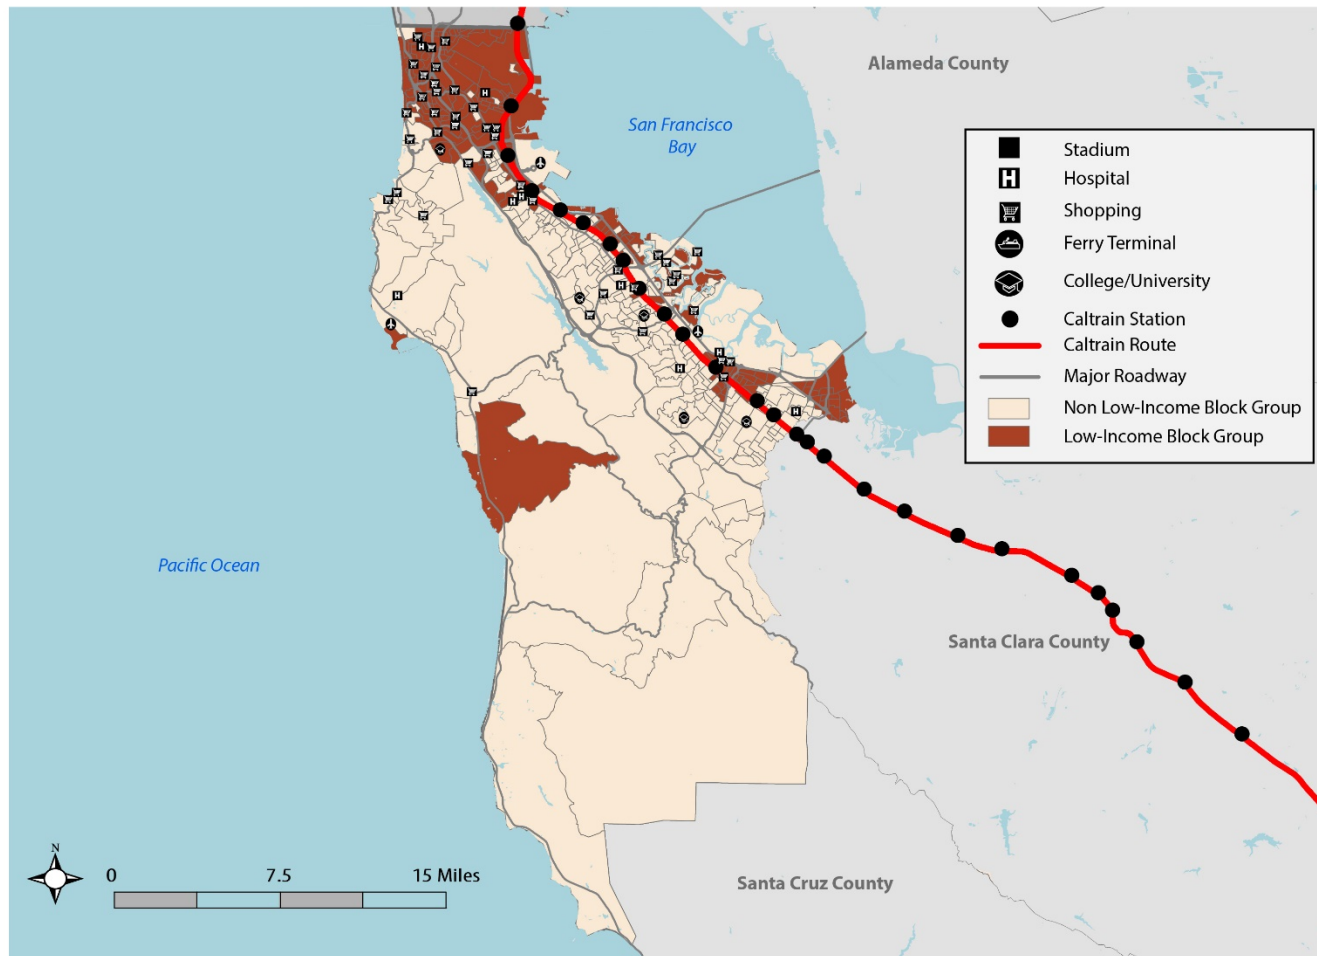 Alameda County
San Francisco
Bay
Stadium
H Hospital
Shopping
Ferry Terminal
College/University
Caltrain Station
Caltrain Route
Major Roadway
Non Low-Income Block Group
Low-Income Block Group
Pacific Ocean
Santa Clara County
Santa Cruz County
N
0 7.5 15 Miles